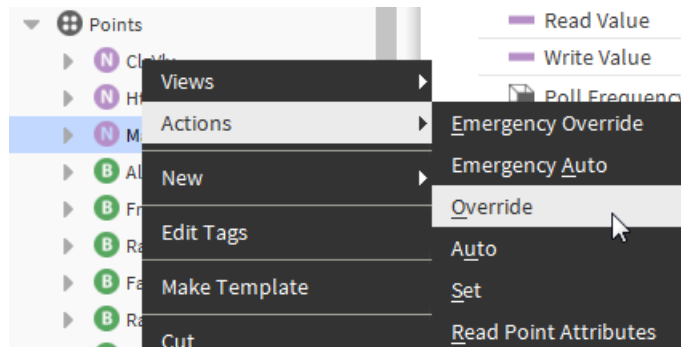 Points
N
N
N
B
B
B
B
B
Views
Actions
New
Edit Tags
Make Template
Cut
Read Value
Write Value
Poll Frequency
Emergency Override
Emergency Auto
Override
Auto
Set
Read Point Attributes